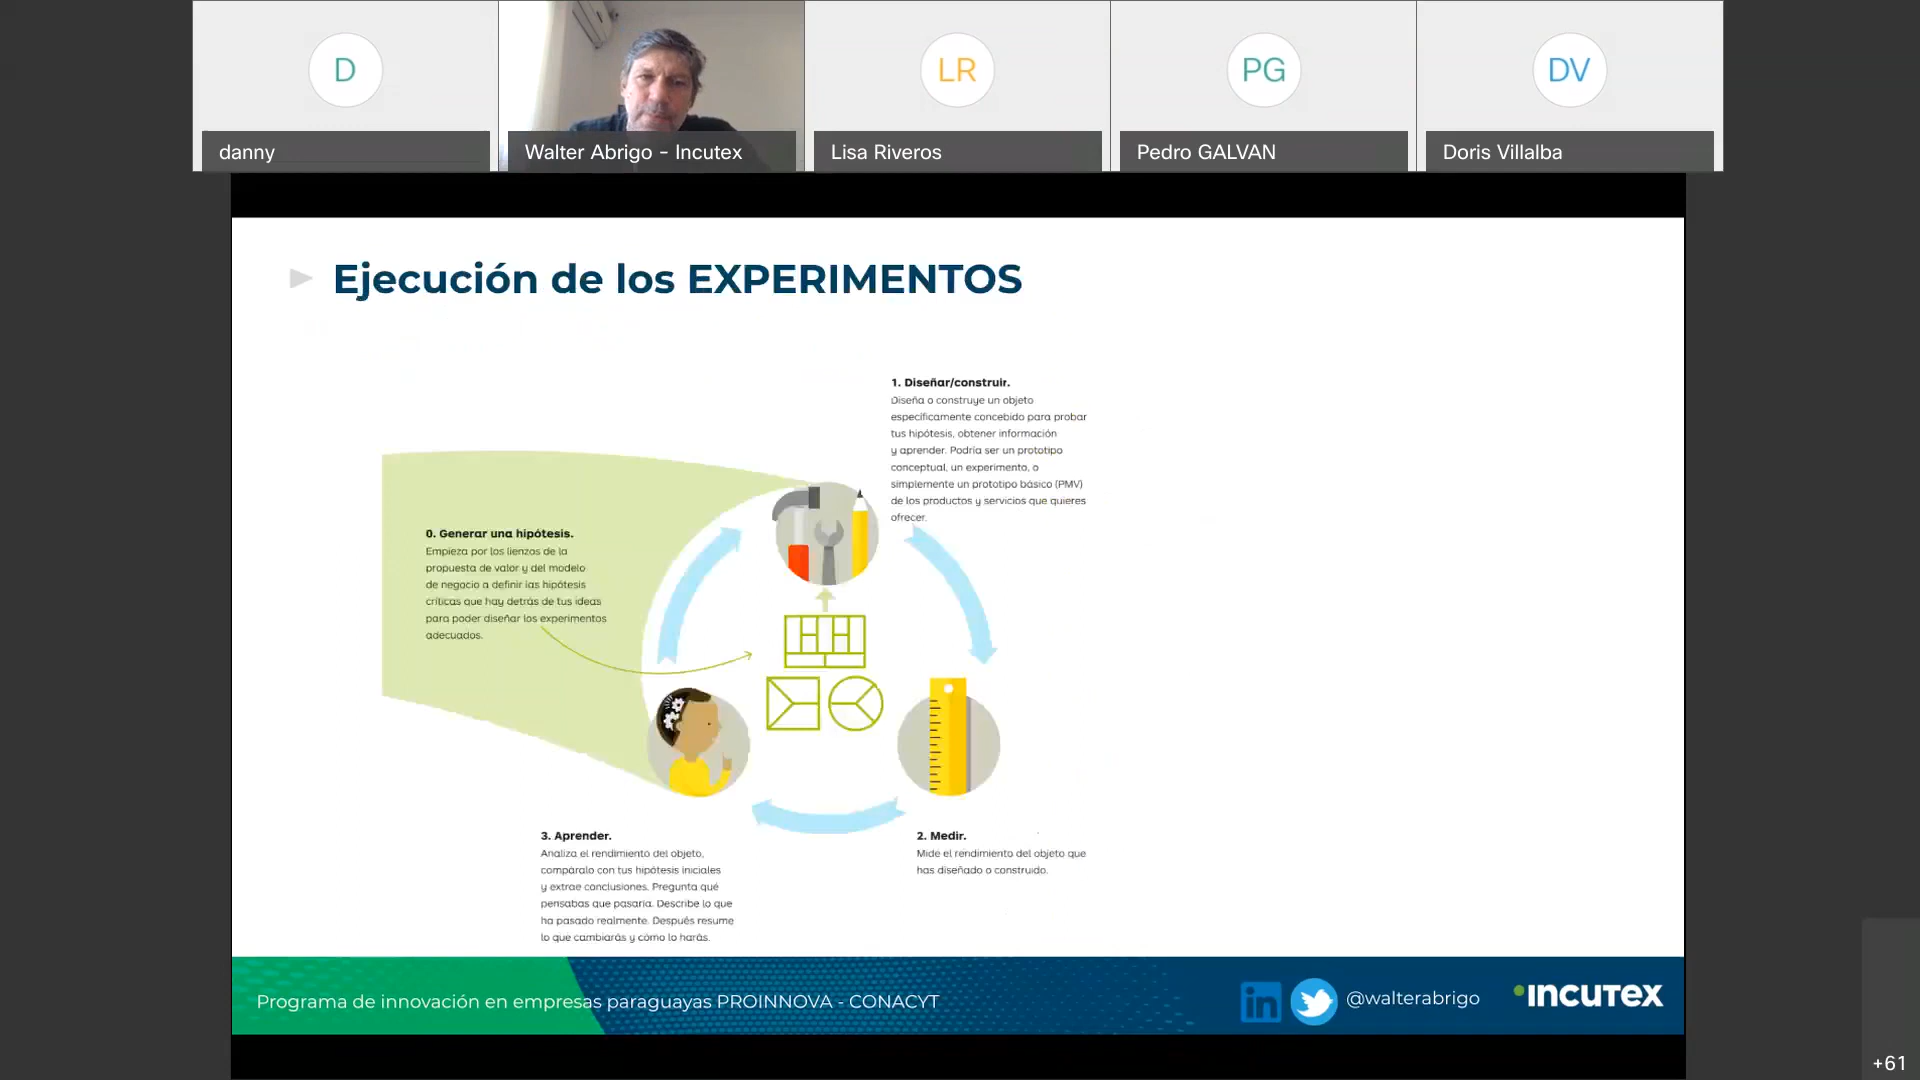 D
LR
PG
DV
danny
Walter Abrigo - Incutex
Lisa Riveros
Pedro GALVAN
Doris Villalba
Ejecución de los EXPERIMENTOS
1. Diseñar/construir.
Diseña o construye un objeto
específicamente concebido para probar
tus hipótesis, obtener información
y aprender. Podría ser un prototipo
conceptual, un experimento, o
simplemente un prototipo básico (PMV)
de los productos y servicios que quieres
ofrecer.
0. Generar una hipótesis.
Empieza por los lienzos de la
propuesta de valor y del modelo
de negocio a definir las hipótesis
críticas que hay detrás de tus ideas
para poder diseñar los experimentos
adecuados.
3. Aprender.
Analiza el rendimiento del objeto,
compáralo con tus hipótesis iniciales
y extrae conclusiones. Pregunta qué
pensabas que pasaría. Describe lo que
ha pasado realmente. Después resume
lo que cambiarás y cómo lo harás.
2. Medir.
Mide el rendimiento del objeto que
has diseñado o construido.
Programa de innovación en empresas paraguayas PROINNOVA - CONACYT
in
@walterabrigo
INCUTEX
+61